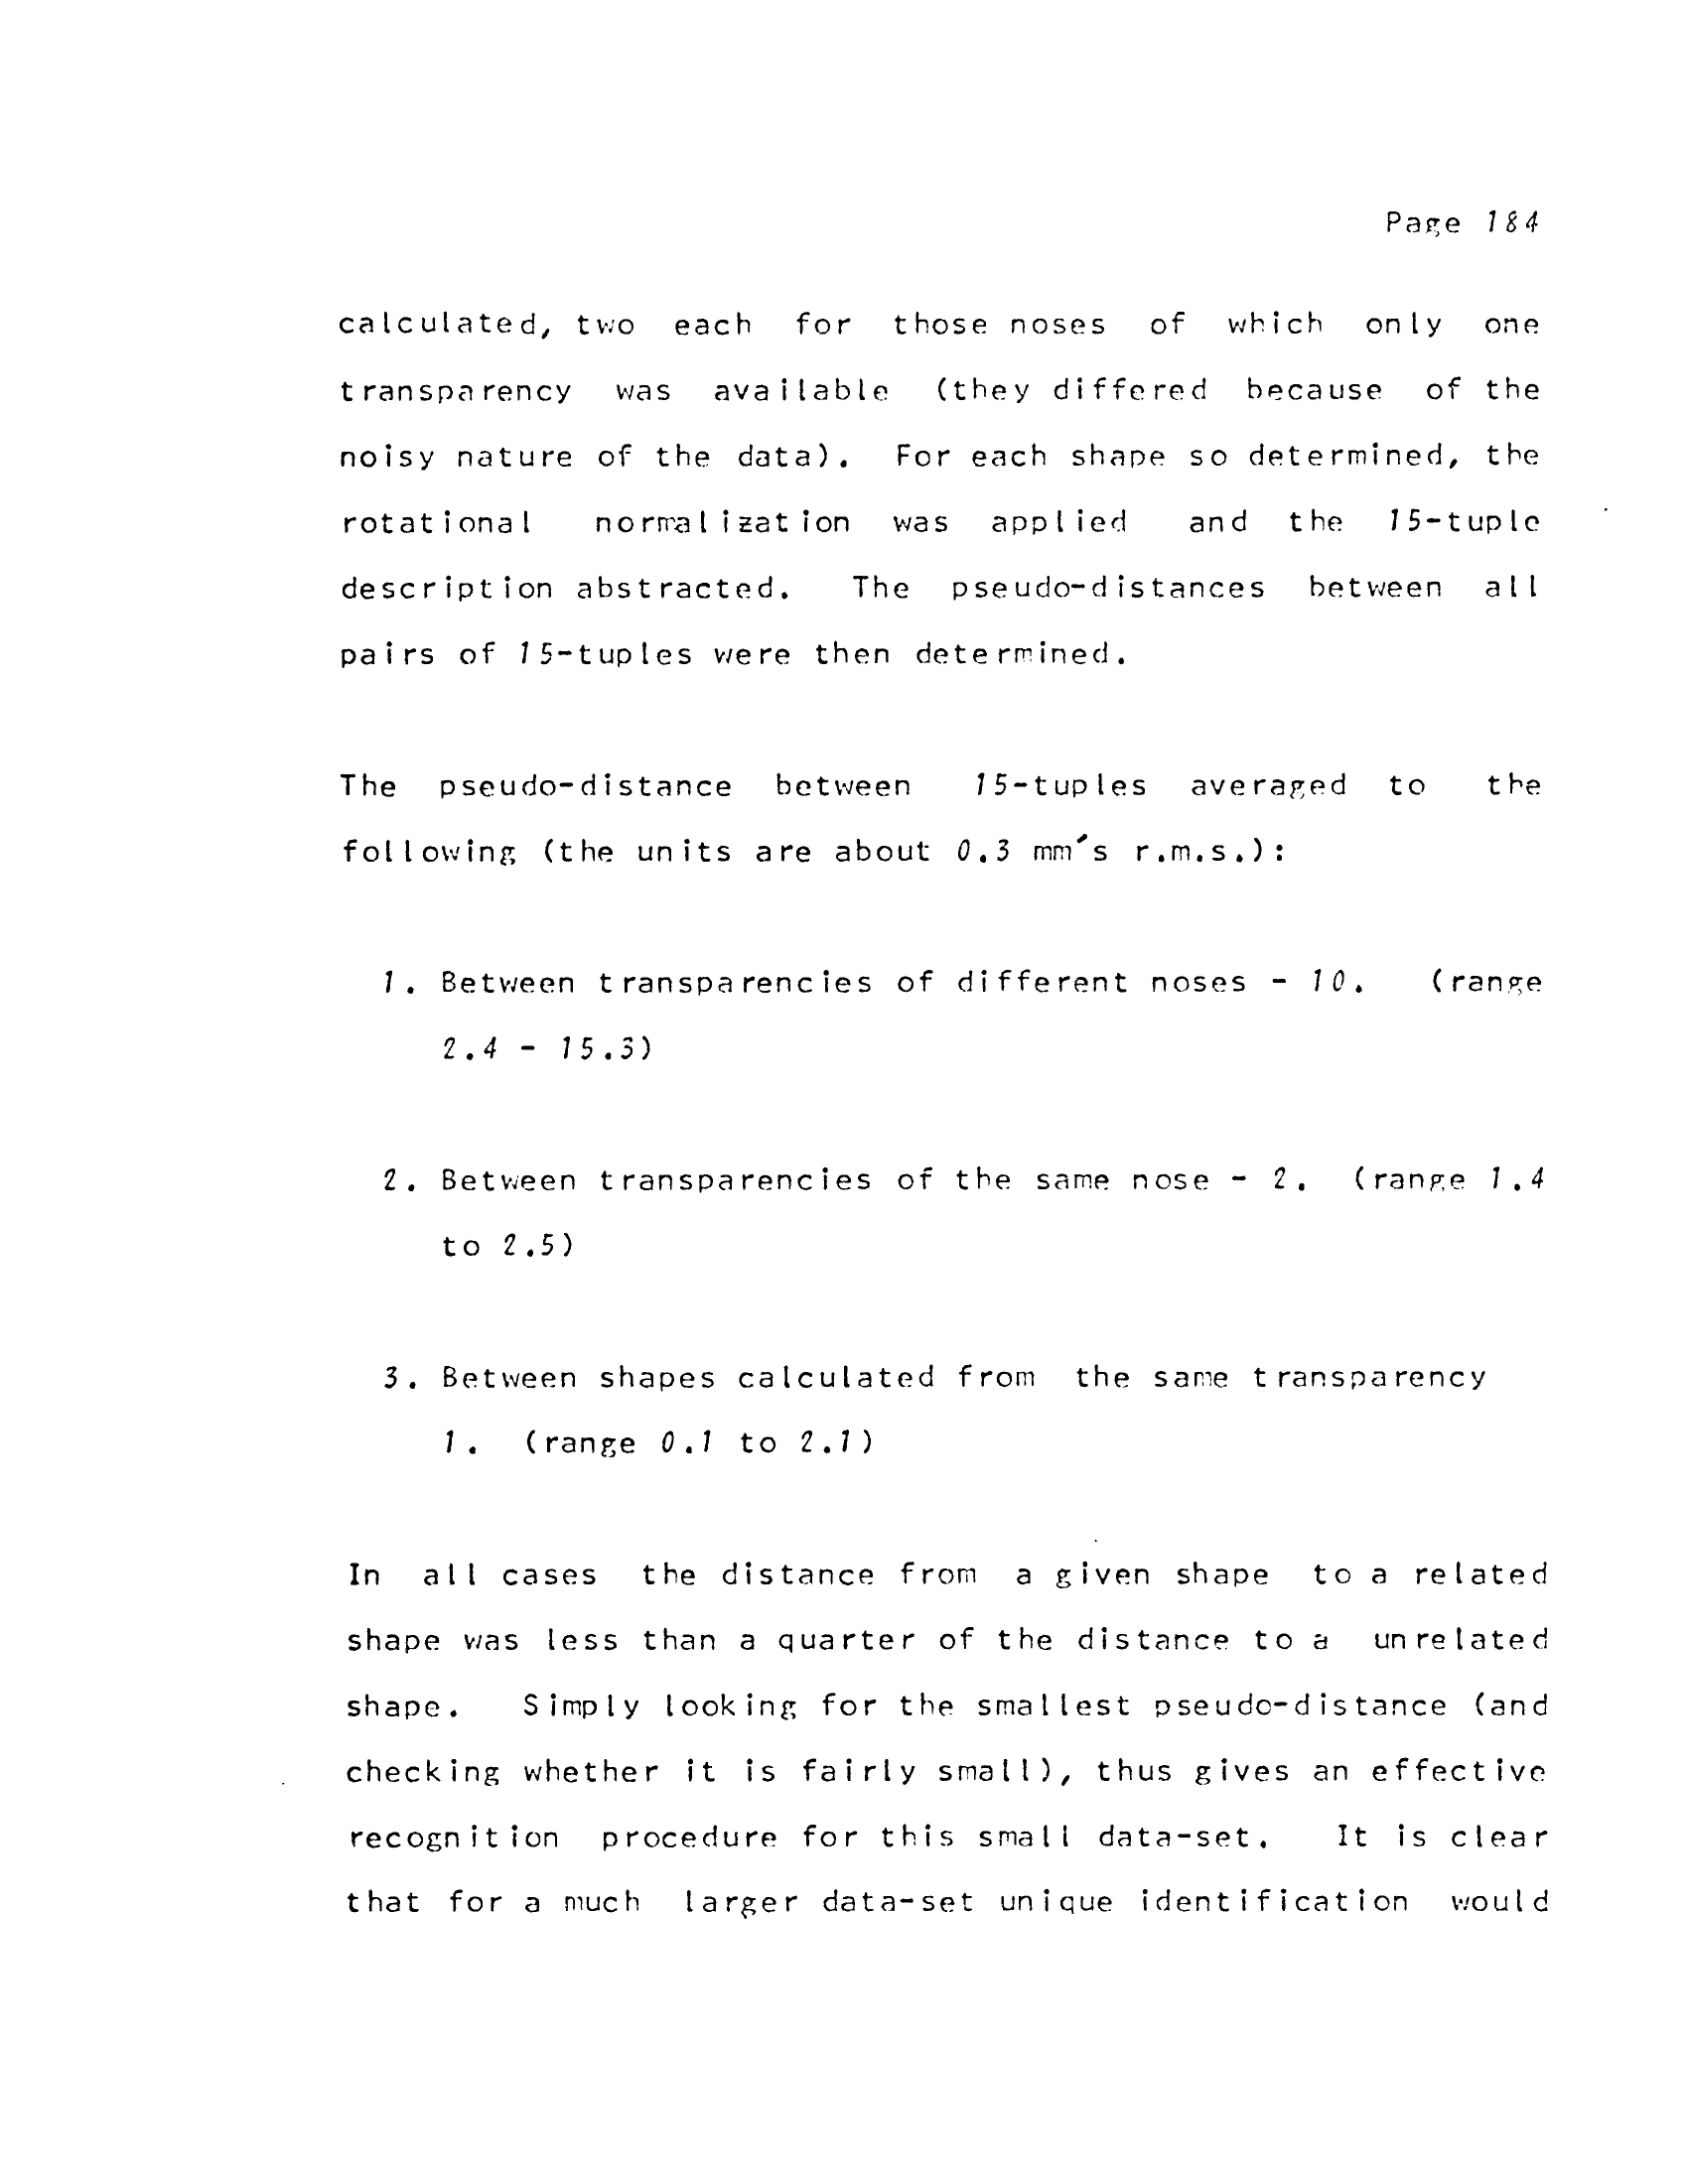 Page 184
calculated, two each for those noses of which only one
transparency was available (they differed because of the
noisy nature of the data). For each shape so determined, the
rotational normalization was applied and the 15-tuple
description abstracted. The pseudo-distances between all
pairs of 15-tuples were then determined.
The pseudo-distance between 15-tuples averaged to the
following (the units are about 0.3 mm's r.m.s.):
1. Between transparencies of different noses - 10. (range
2.4 - 15.3)
2. Between transparencies of the same nose - 2. (range 1.4
to 2.5)
3. Between shapes calculated from the same transparency
1. (range 0.1 to 2.1)
In all cases the distance from a given shape to a related
shape was less than a quarter of the distance to a unrelated
shape. Simply looking for the smallest pseudo-distance (and
checking whether it is fairly small), thus gives an effective
recognition procedure for this small data-set. It is clear
that for a much larger data-set unique identification would